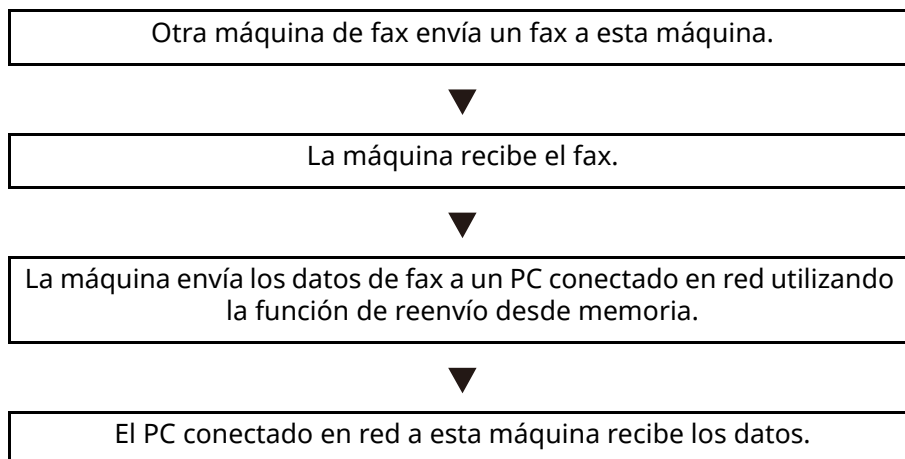 Otra máquina de fax envía un fax a esta máquina.
La máquina recibe el fax.
La máquina envía los datos de fax a un PC conectado en red utilizando
la función de reenvío desde memoria.
El PC conectado en red a esta máquina recibe los datos.